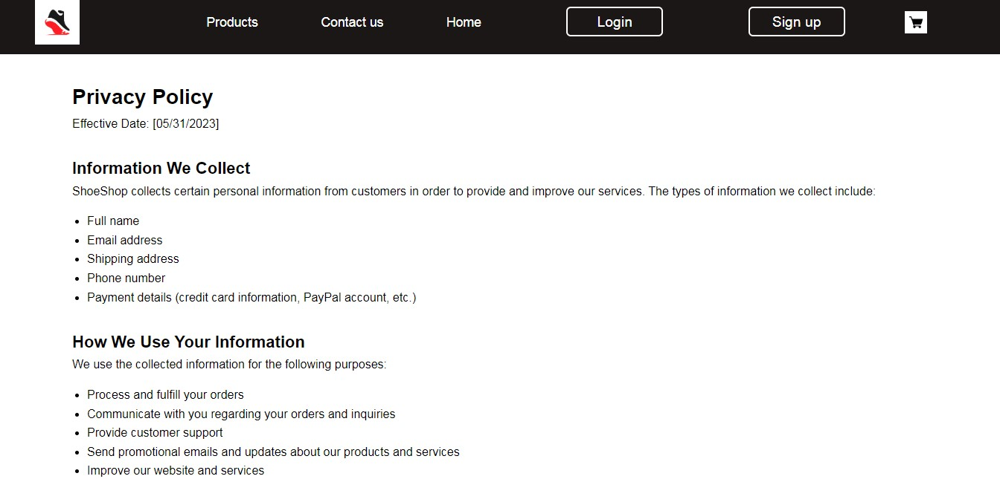 Products Contact us Home Login Sign up
Privacy Policy
Effective Date: [05/31/2023]
Information We Collect
ShoeShop collects certain personal information from customers in order to provide and improve our services. The types of information we collect include:
• Full name
• Email address
• Shipping address
• Phone number
• Payment details (credit card information, PayPal account, etc.)
How We Use Your Information
We use the collected information for the following purposes:
• Process and fulfill your orders
• Communicate with you regarding your orders and inquiries
• Provide customer support
• Send promotional emails and updates about our products and services
• Improve our website and services